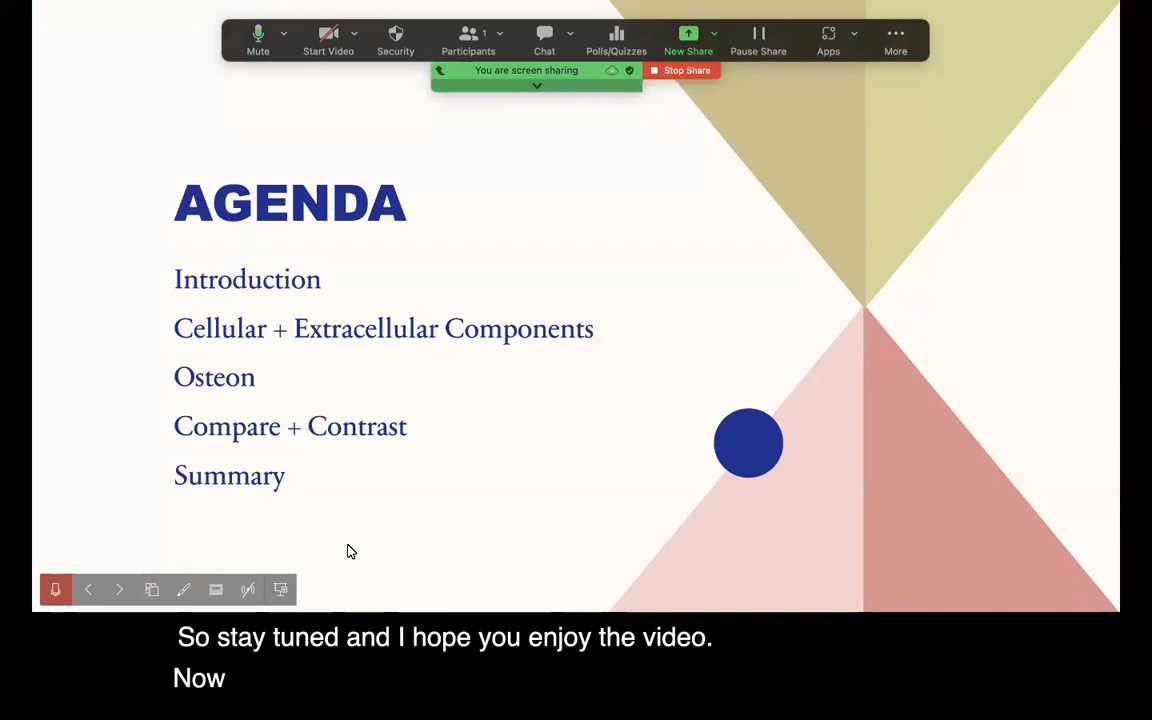 Mute
Start Video
Security
Participants
1
Chat
Polls/Quizzes
New Share
Pause Share
Apps
More
You are screen sharing
Stop Share
AGENDA
Introduction
Cellular + Extracellular Components
Osteon
Compare + Contrast
Summary
So stay tuned and I hope you enjoy the video.
Now